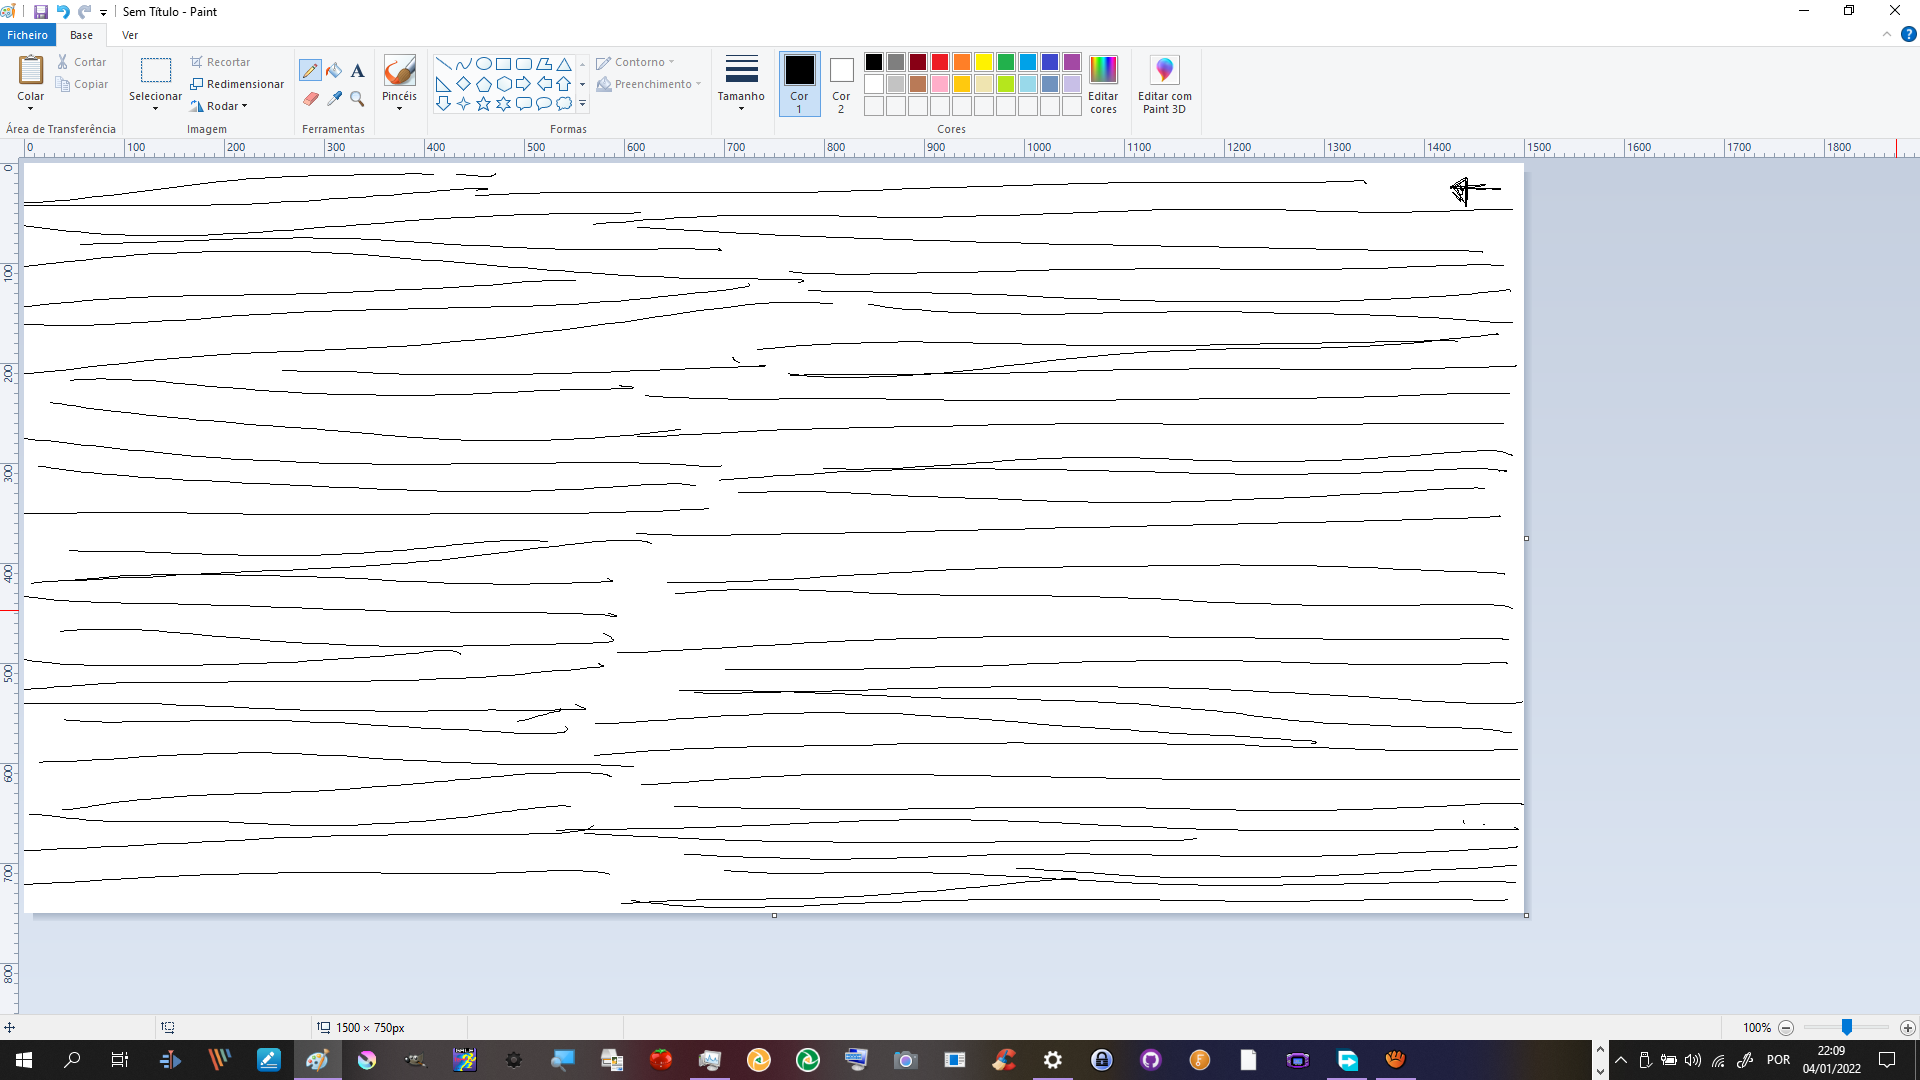 Sem Título - Paint
Ficheiro Base Ver
Colar
Cortar
Copiar
Área de Transferência
Selecionar
Recortar
Redimensionar
Rodar
Imagem
A
Ferramentas
Pincéis
Contorno
Preenchimento
Formas
Tamanho
Cor 1
Cor 2
Cores
Editar cores
Editar com Paint 3D
0 100 200 300 400 500 600 700 800 900 1000 1100 1200 1300 1400 1500 1600 1700 1800
0
100
200
300
400
500
600
700
800
1500 × 750px
100%
POR
22:09
04/01/2022